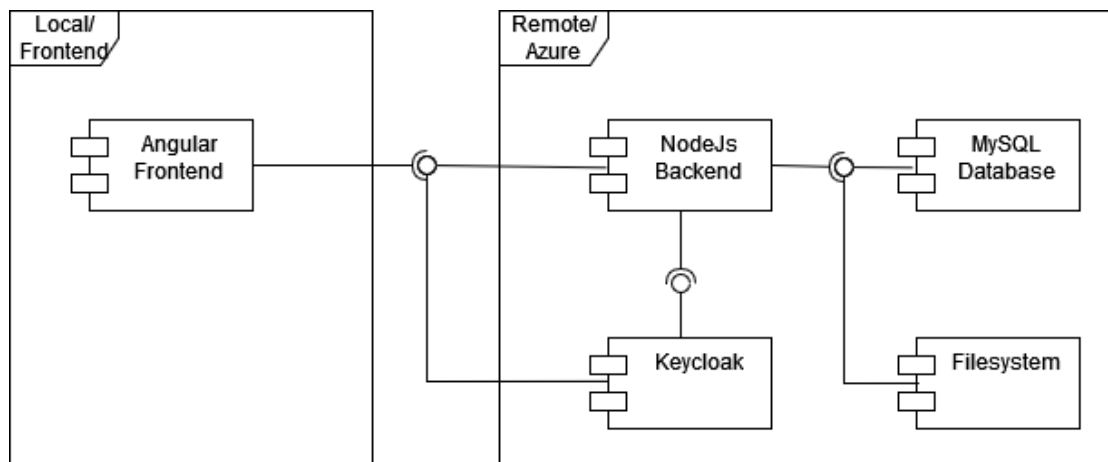 Local/
Frontend
Remote/
Azure
Angular
Frontend
NodeJs
Backend
MySQL
Database
Keycloak
Filesystem